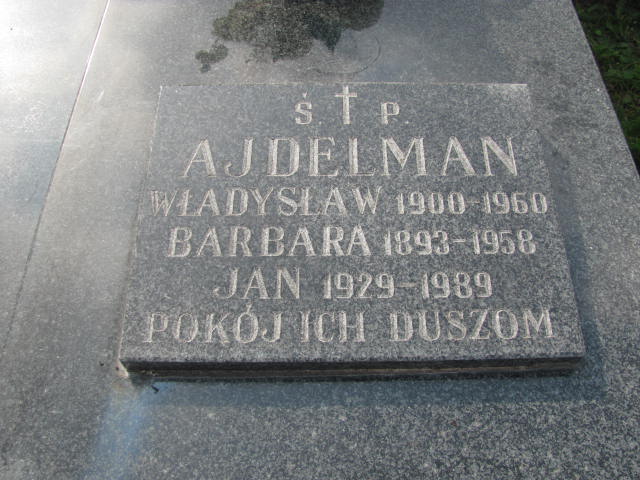 Ś P
AJDELMAN
WŁADYSŁAW 1900-1960
BARBARA 1893-1958
JAN 1929-1989
POKÓJ ICH DUSZOM